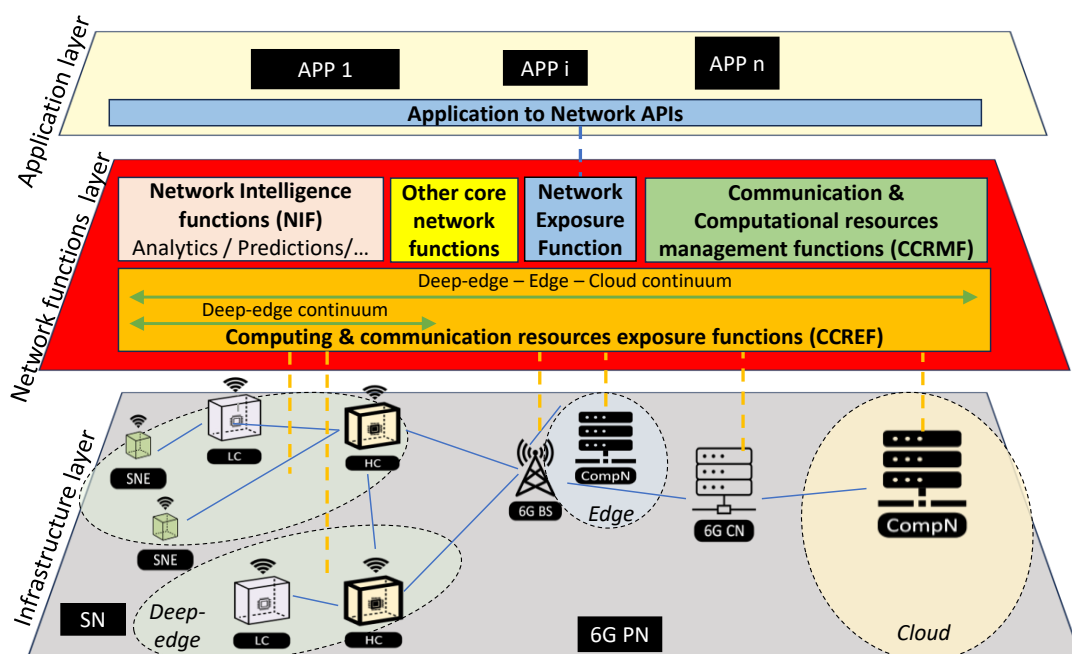 Application layer
APP 1
APP i
APP n
Application to Network APIs
Network functions layer
Network Intelligence
functions (NIF)
Analytics / Predictions/...
Other core
network
functions
Network
Exposure
Function
Communication &
Computational resources
management functions (CCRMF)
Deep-edge – Edge – Cloud continuum
Deep-edge continuum
Computing & communication resources exposure functions (CCREF)
Infrastructure layer
SNE
LC
HC
SNE
LC
HC
Deep-
edge
SN
6G BS
CompN
Edge
6G CN
6G PN
CompN
Cloud